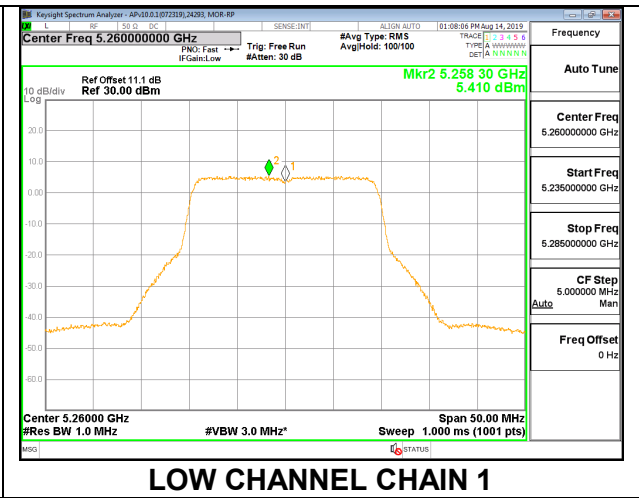 Keysight Spectrum Analyzer - APv10.0.1(072319),24293, MOR-RP
L RF 50 Ω DC SENSE:INT ALIGN AUTO 01:08:06 PM Aug 14, 2019
Center Freq 5.260000000 GHz
PNO: Fast
IFGain:Low
Trig: Free Run
#Atten: 30 dB
#Avg Type: RMS
Avg|Hold: 100/100
TRACE 1 2 3 4 5 6
TYPE A WWWWW
DET A N N N N N
Frequency
Ref Offset 11.1 dB
10 dB/div Ref 30.00 dBm
Log
Mkr2 5.258 30 GHz
5.410 dBm
20.0
10.0
0.00
-10.0
-20.0
-30.0
-40.0
-50.0
-60.0
2
1
Center 5.26000 GHz Span 50.00 MHz
#Res BW 1.0 MHz #VBW 3.0 MHz* Sweep 1.000 ms (1001 pts)
MSG STATUS
Auto Tune
Center Freq
5.260000000 GHz
Start Freq
5.235000000 GHz
Stop Freq
5.285000000 GHz
CF Step
5.000000 MHz
Auto Man
Freq Offset
0 Hz
LOW CHANNEL CHAIN 1